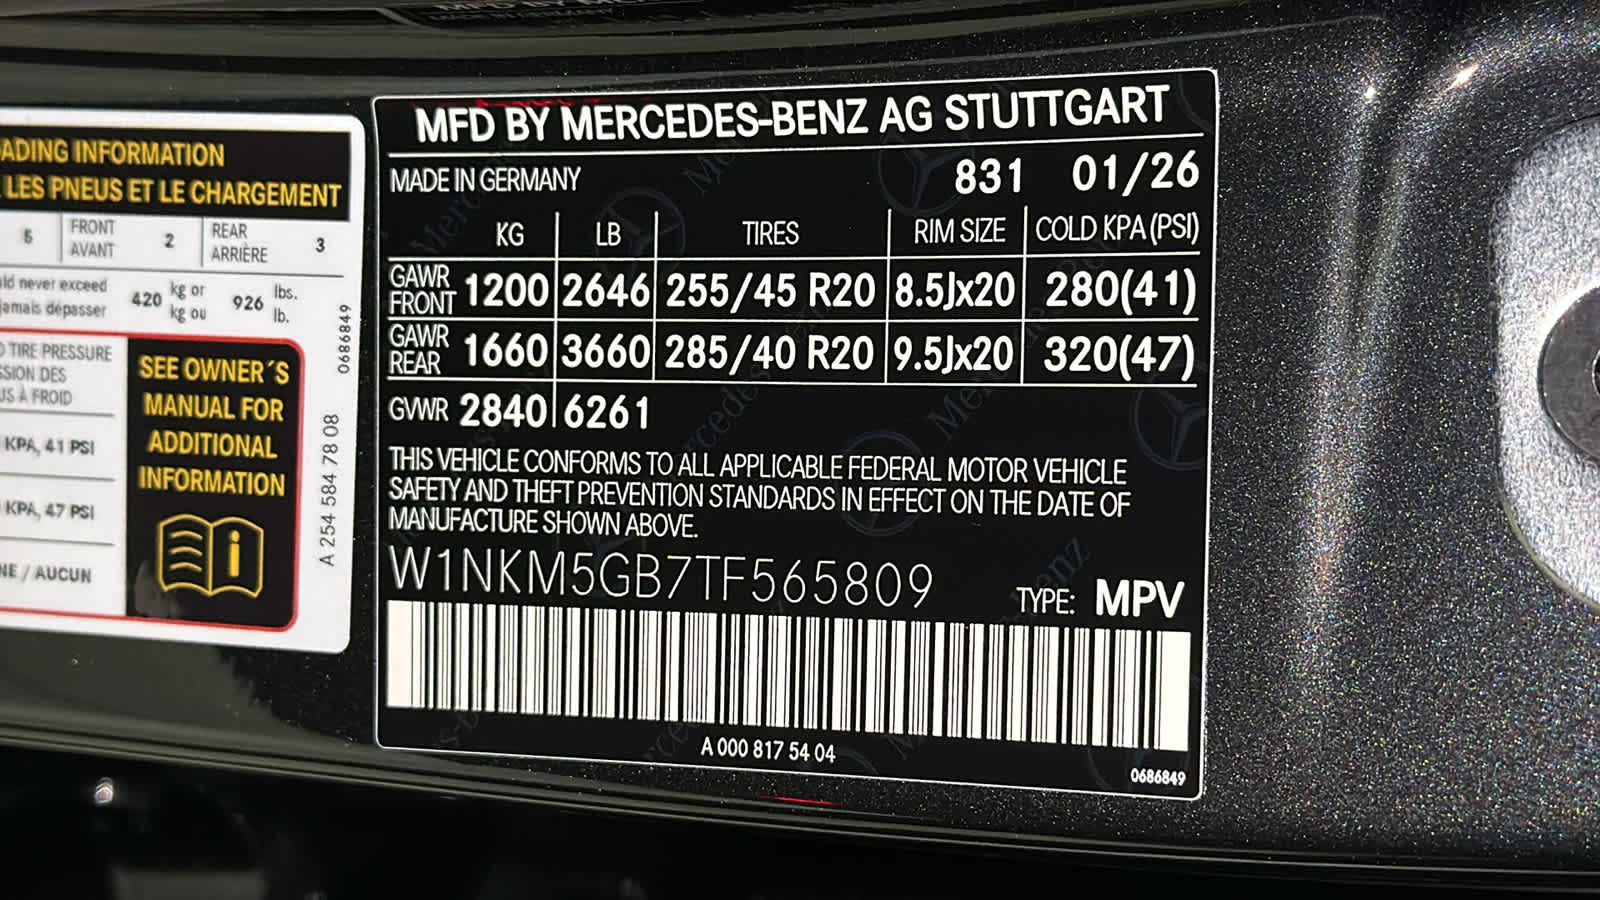 ADING INFORMATION
LES PNEUS ET LE CHARGEMENT
5 FRONT AVANT 2 REAR ARRIÈRE 3
never exceed 420 kg or 926 lbs.
jamais dépasser kg ou lb.
TIRE PRESSURE
DES
À FROID
KPA, 41 PSI
KPA, 47 PSI
/ AUCUN
SEE OWNER´S
MANUAL FOR
ADDITIONAL
INFORMATION
0686849
A 254 584 78 08
MFD BY MERCEDES-BENZ AG STUTTGART
MADE IN GERMANY 831 01/26
KG LB TIRES RIM SIZE COLD KPA (PSI)
GAWR FRONT 1200 2646 255/45 R20 8.5Jx20 280(41)
GAWR REAR 1660 3660 285/40 R20 9.5Jx20 320(47)
GVWR 2840 6261
THIS VEHICLE CONFORMS TO ALL APPLICABLE FEDERAL MOTOR VEHICLE
SAFETY AND THEFT PREVENTION STANDARDS IN EFFECT ON THE DATE OF
MANUFACTURE SHOWN ABOVE.
W1NKM5GB7TF565809
TYPE: MPV
A 000 817 54 04
0686849